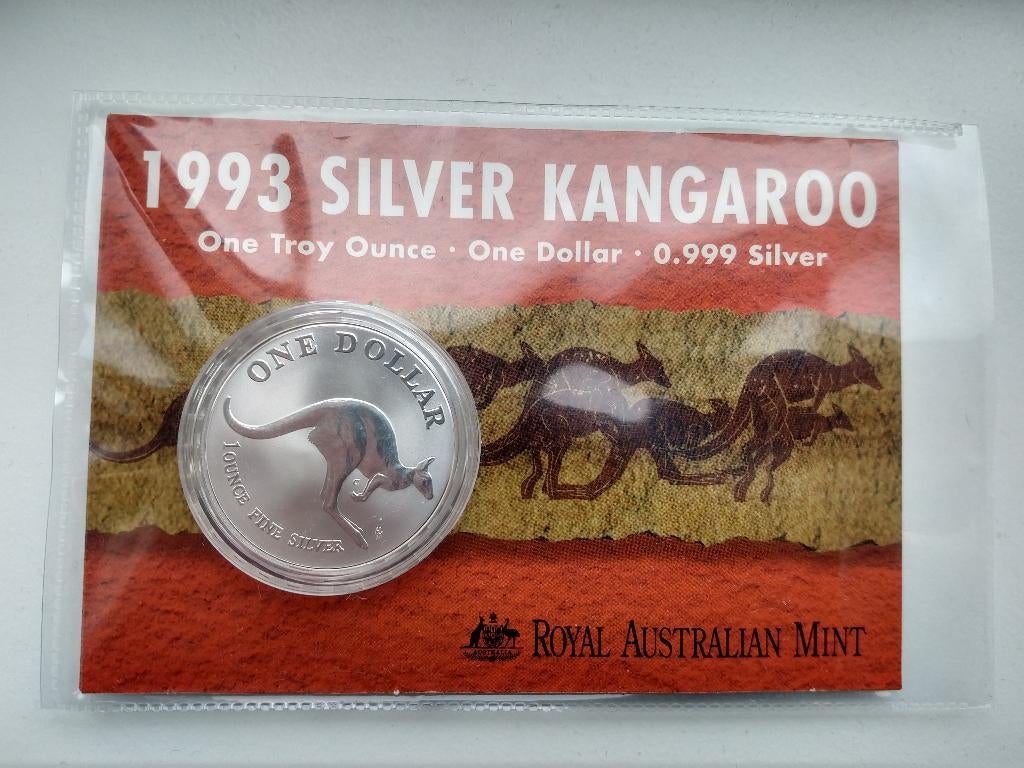 1993 SILVER KANGAROO
One Troy Ounce · One Dollar · 0.999 Silver
ONE DOLLAR
1 OUNCE FINE SILVER
AUSTRALIA
ROYAL AUSTRALIAN MINT